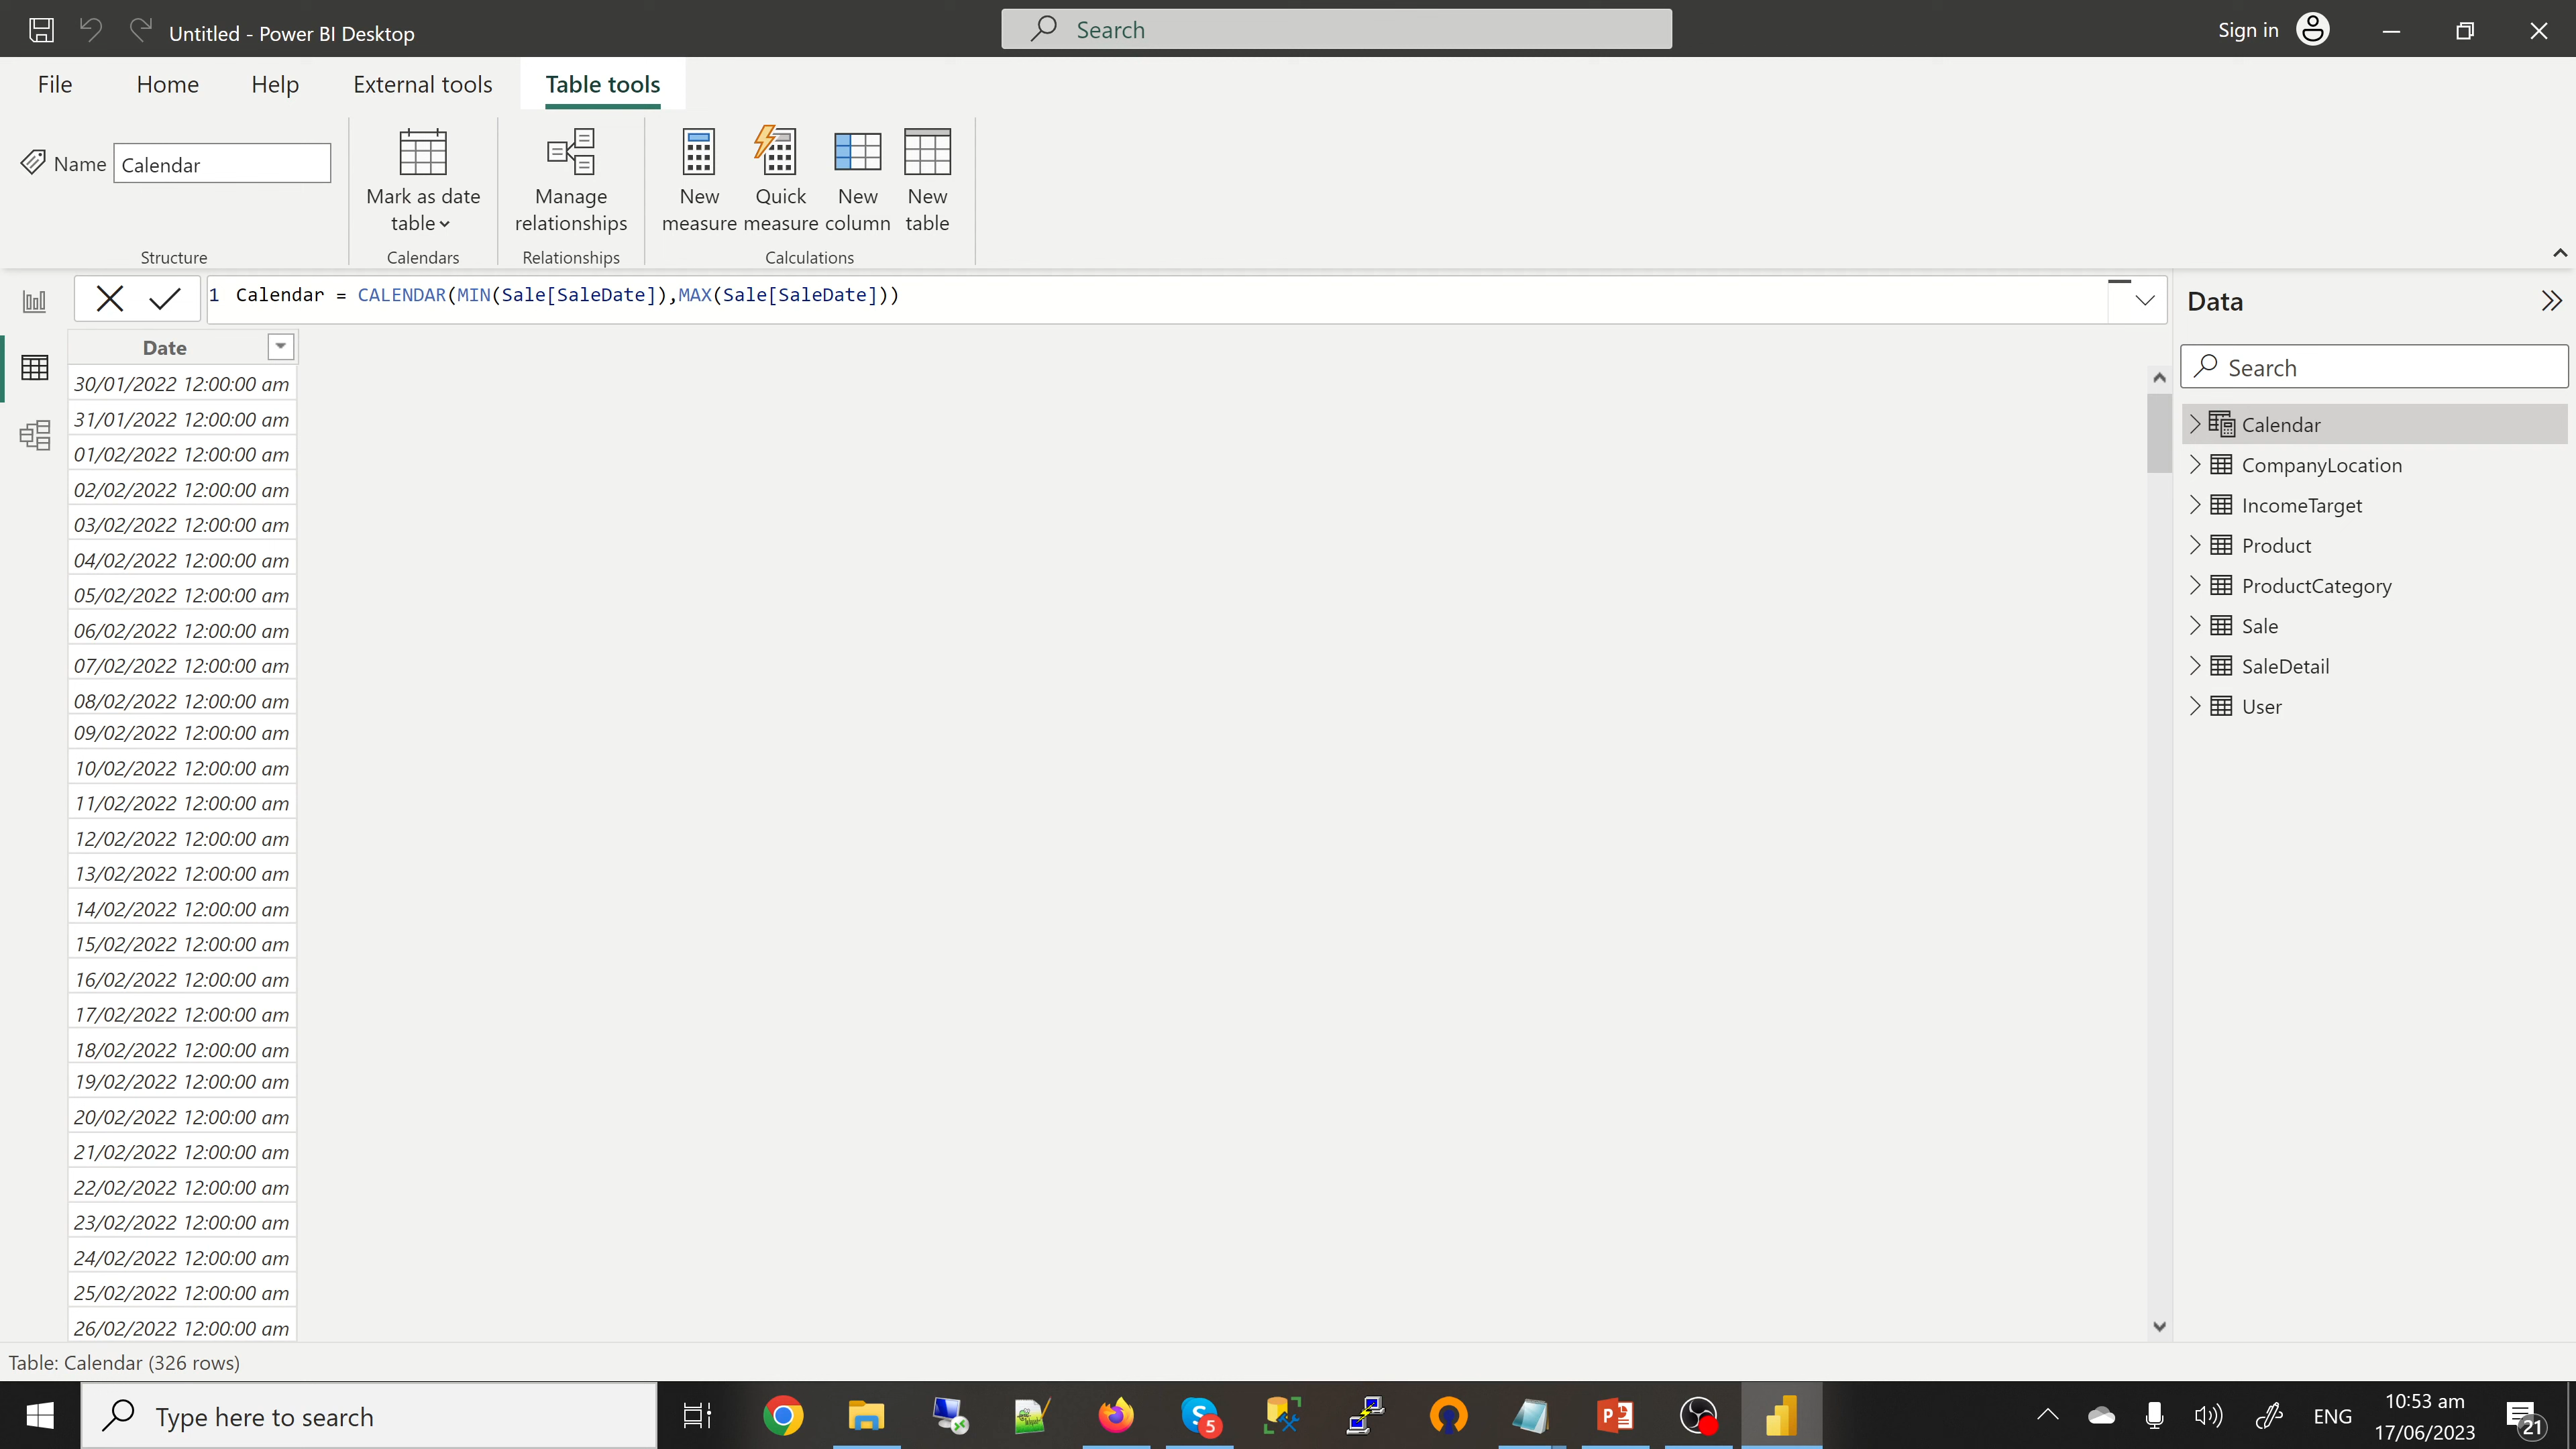 Untitled - Power BI Desktop
Search
Sign in
File
Home
Help
External tools
Table tools
Name
Calendar
Mark as date
table
Manage
relationships
New
measure
Quick
measure
New
column
New
table
Structure
Calendars
Relationships
Calculations
1 Calendar = CALENDAR(MIN(Sale[SaleDate]),MAX(Sale[SaleDate]))
Data
Date
30/01/2022 12:00:00 am
31/01/2022 12:00:00 am
01/02/2022 12:00:00 am
02/02/2022 12:00:00 am
03/02/2022 12:00:00 am
04/02/2022 12:00:00 am
05/02/2022 12:00:00 am
06/02/2022 12:00:00 am
07/02/2022 12:00:00 am
08/02/2022 12:00:00 am
09/02/2022 12:00:00 am
10/02/2022 12:00:00 am
11/02/2022 12:00:00 am
12/02/2022 12:00:00 am
13/02/2022 12:00:00 am
14/02/2022 12:00:00 am
15/02/2022 12:00:00 am
16/02/2022 12:00:00 am
17/02/2022 12:00:00 am
18/02/2022 12:00:00 am
19/02/2022 12:00:00 am
20/02/2022 12:00:00 am
21/02/2022 12:00:00 am
22/02/2022 12:00:00 am
23/02/2022 12:00:00 am
24/02/2022 12:00:00 am
25/02/2022 12:00:00 am
26/02/2022 12:00:00 am
Search
Calendar
CompanyLocation
IncomeTarget
Product
ProductCategory
Sale
SaleDetail
User
Table: Calendar (326 rows)
Type here to search
5
ENG
10:53 am
17/06/2023
21